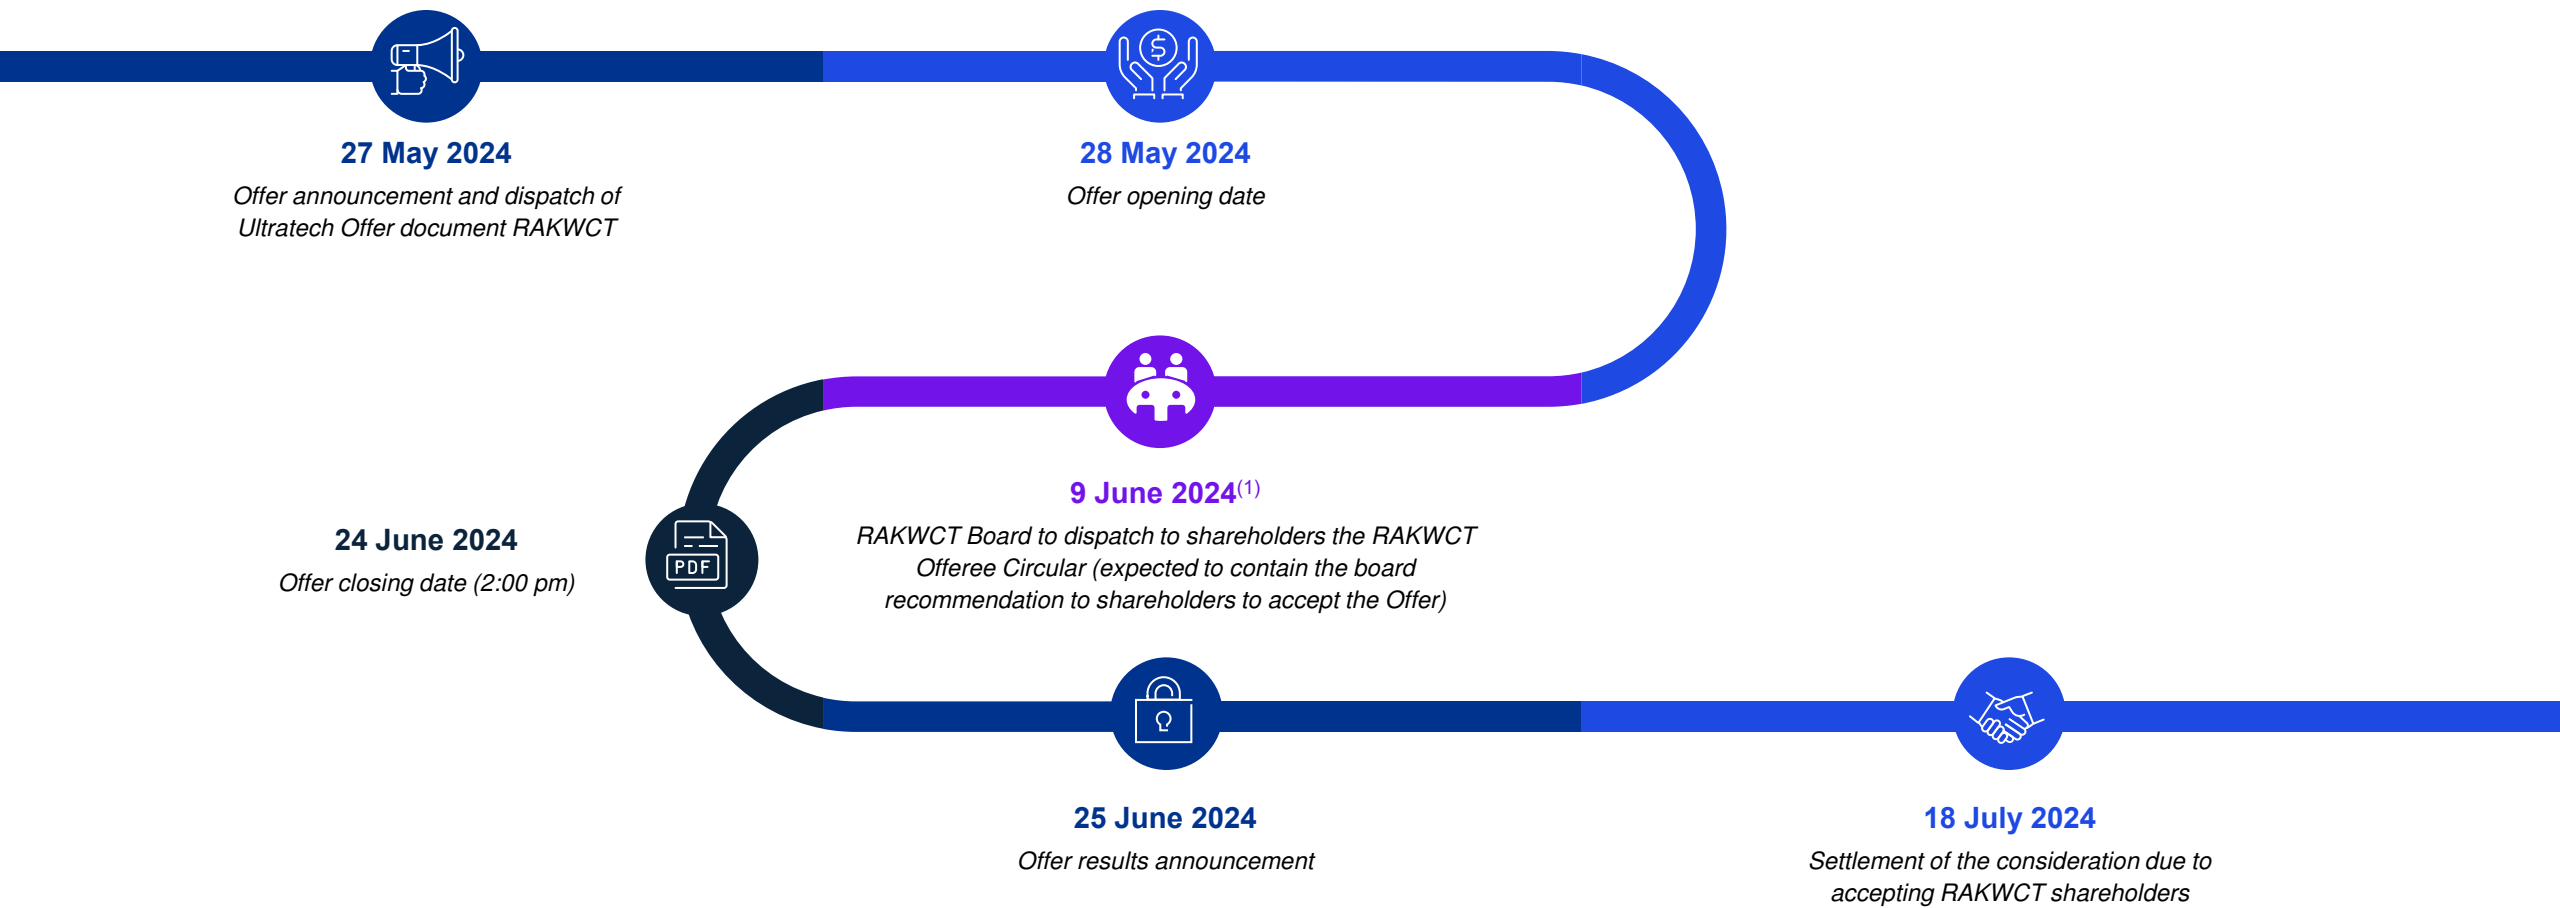 27 May 2024
Offer announcement and dispatch of
Ultratech Offer document RAKWCT
28 May 2024
Offer opening date
9 June 2024(1)
RAKWCT Board to dispatch to shareholders the RAKWCT
Offeree Circular (expected to contain the board
recommendation to shareholders to accept the Offer)
24 June 2024
Offer closing date (2:00 pm)
PDF
25 June 2024
Offer results announcement
18 July 2024
Settlement of the consideration due to
accepting RAKWCT shareholders